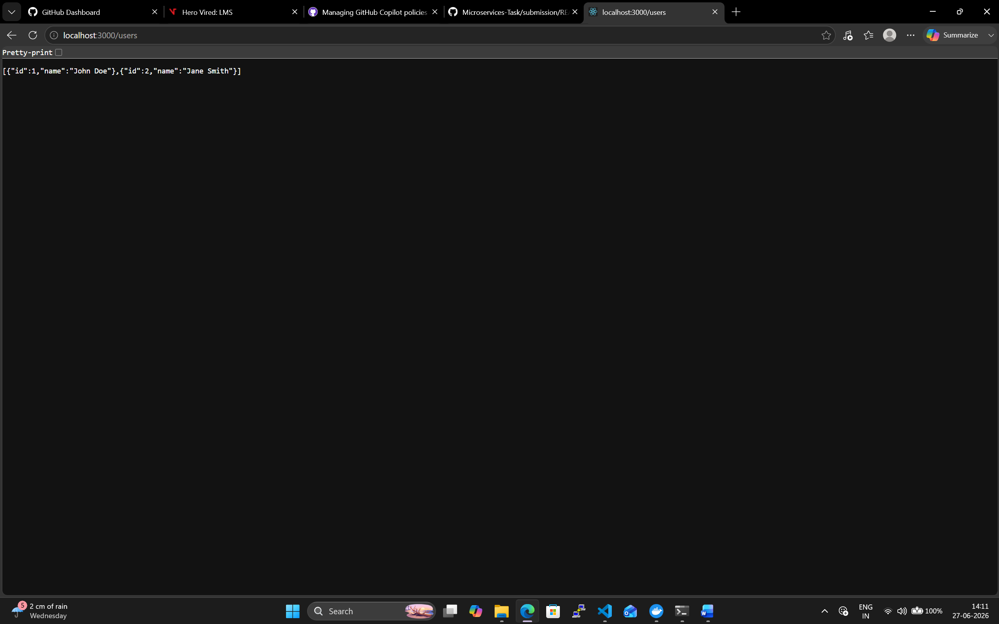 GitHub Dashboard
Hero Vired: LMS
Managing GitHub Copilot policies
Microservices-Task/submission/REA
localhost:3000/users
localhost:3000/users
Summarize
Pretty-print
[{"id":1,"name":"John Doe"},{"id":2,"name":"Jane Smith"}]
5
2 cm of rain
Wednesday
Search
ENG
IN
100%
14:11
27-06-2026